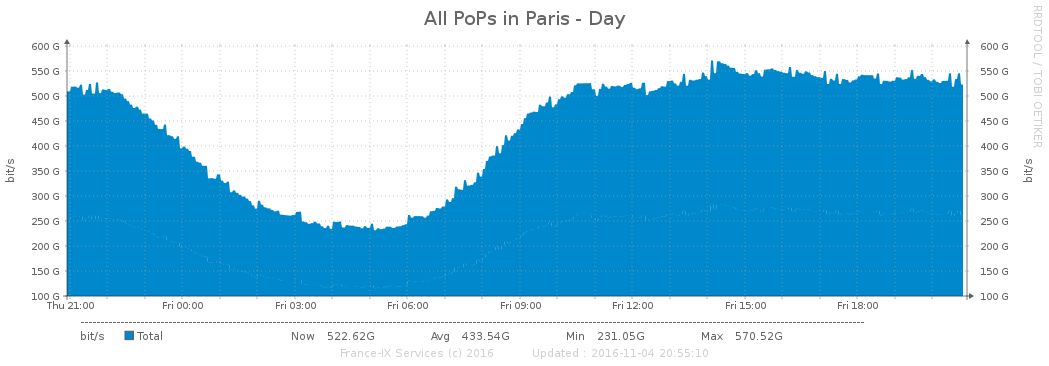 All PoPs in Paris - Day
RRDTOOL / TOBI OETIKER
600 G 600 G
550 G 550 G
500 G 500 G
450 G 450 G
400 G 400 G
350 G 350 G
300 G 300 G
250 G 250 G
200 G 200 G
150 G 150 G
100 G 100 G
bit/s bit/s
Thu 21:00 Fri 00:00 Fri 03:00 Fri 06:00 Fri 09:00 Fri 12:00 Fri 15:00 Fri 18:00
bit/s Total Now 522.62G Avg 433.54G Min 231.05G Max 570.52G
France-IX Services (c) 2016 Updated : 2016-11-04 20:55:10